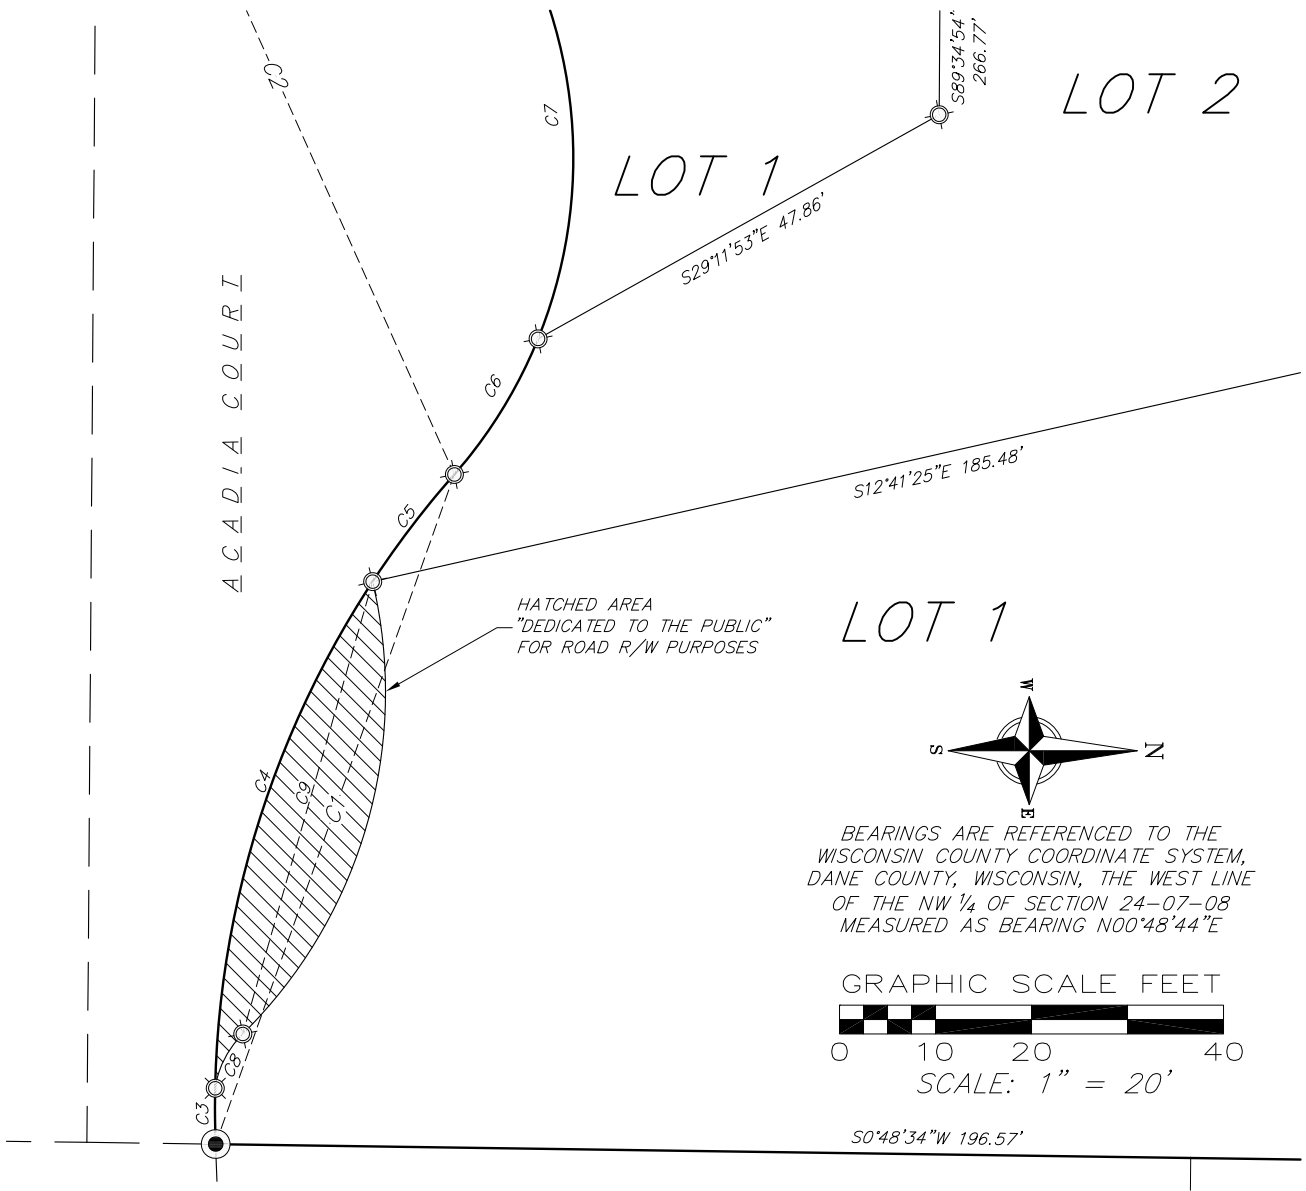 S89°34'54"
266.77'
LOT 2
C2
C7
LOT 1
S29°11'53"E 47.86'
ACADIA COURT
C6
S12°41'25"E 185.48'
C5
HATCHED AREA
"DEDICATED TO THE PUBLIC"
FOR ROAD R/W PURPOSES
LOT 1
W
S
N
E
C4
C9
C1
BEARINGS ARE REFERENCED TO THE
WISCONSIN COUNTY COORDINATE SYSTEM,
DANE COUNTY, WISCONSIN, THE WEST LINE
OF THE NW 1/4 OF SECTION 24-07-08
MEASURED AS BEARING N00°48'44"E
GRAPHIC SCALE FEET
0 10 20 40
SCALE: 1" = 20'
C8
C3
S0°48'34"W 196.57'